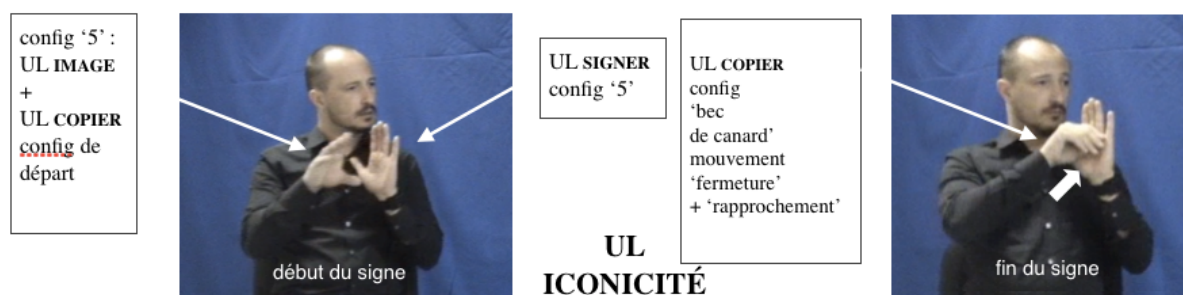 config ‘5’ :
UL IMAGE
+
UL COPIER
config de
départ
début du signe
UL SIGNER
config ‘5’
UL
ICONICITÉ
UL COPIER
config
‘bec
de canard’
mouvement
‘fermeture’
+ ‘rapprochement’
fin du signe